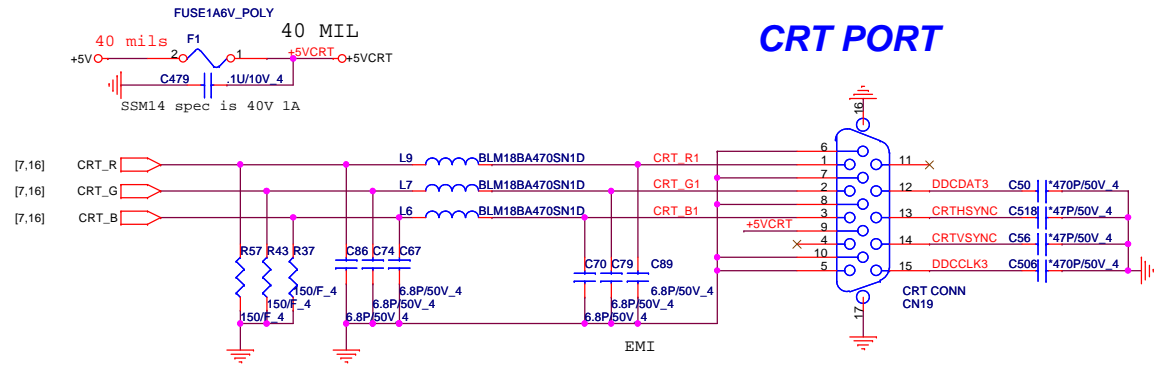 FUSE1A6V_POLY
CRT PORT
40 mils
F1
40 MIL
+5V
2
1
+5VCRT
+5VCRT
C479
.1U/10V_4
SSM14 spec is 40V 1A
16
[7,16]
CRT_R
L9
BLM18BA470SN1D
CRT_R1
6
1
11
[7,16]
CRT_G
L7
BLM18BA470SN1D
CRT_G1
7
2
12
DDCDAT3
C50
*470P/50V_4
[7,16]
CRT_B
L6
BLM18BA470SN1D
CRT_B1
8
3
13
CRTHSYNC
C518
*47P/50V_4
+5VCRT
9
4
14
CRTVSYNC
C56
*47P/50V_4
10
5
15
DDCCLK3
C506
*470P/50V_4
R57
R43
R37
C86
C74
C67
C70
C79
C89
150/F_4
150/F_4
150/F_4
6.8P/50V_4
6.8P/50V_4
6.8P/50V_4
6.8P/50V_4
6.8P/50V_4
6.8P/50V_4
CRT CONN
CN19
17
EMI